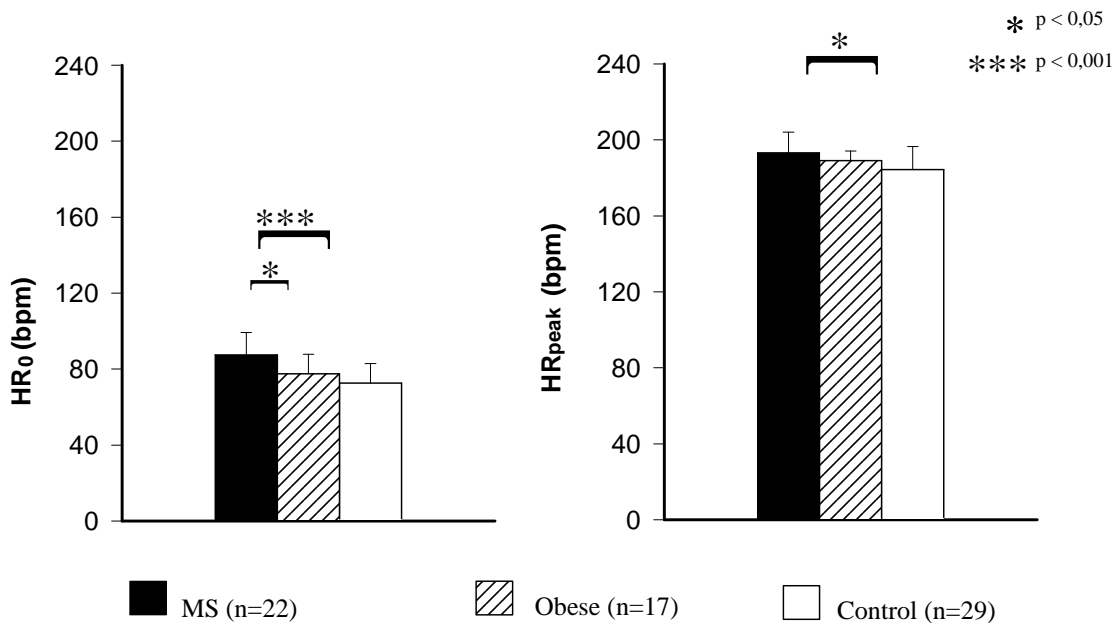 * p < 0,05
*** p < 0,001
HR0 (bpm)
240
200
160
120
80
40
0
***
*
HRpeak (bpm)
240
200
160
120
80
40
0
*
MS (n=22)
Obese (n=17)
Control (n=29)